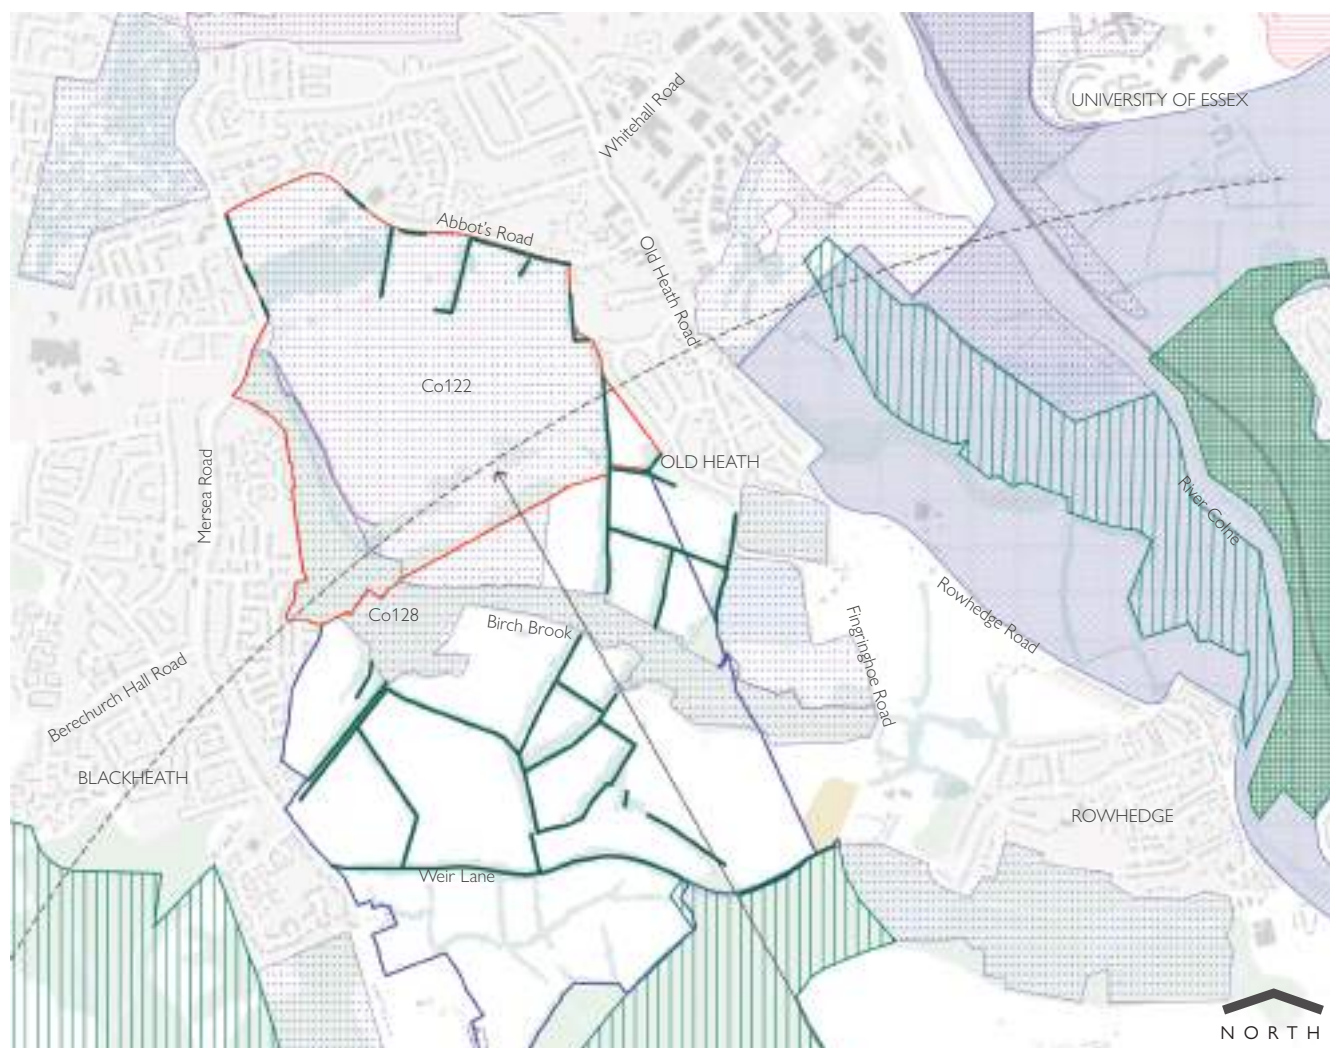 UNIVERSITY OF ESSEX
Whitehall Road
Abbot's Road
Old Heath Road
Co122
OLD HEATH
Mersea Road
River Colne
Co128
Birch Brook
Rowhedge Road
Fingringhoe Road
Berechurch Hall Road
BLACKHEATH
ROWHEDGE
Weir Lane
NORTH